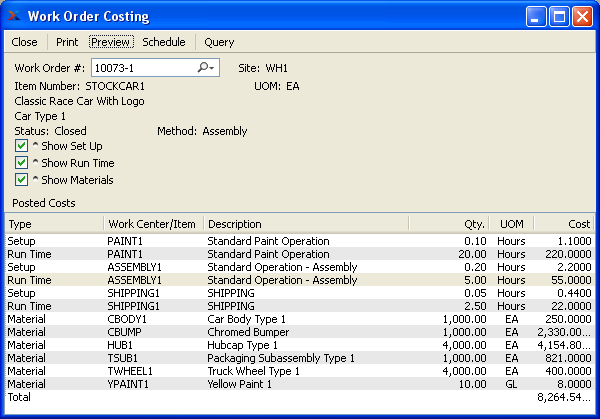 Work Order Costing
Close Print Preview Schedule Query
Work Order #: 10073-1 Site: WH1
Item Number: STOCKCAR1 UOM: EA
Classic Race Car With Logo
Car Type 1
Status: Closed Method: Assembly
^ Show Set Up
^ Show Run Time
^ Show Materials
Posted Costs
Type Work Center/Item Description Qty. UOM Cost
Setup PAINT1 Standard Paint Operation 0.10 Hours 1.1000
Run Time PAINT1 Standard Paint Operation 20.00 Hours 220.0000
Setup ASSEMBLY1 Standard Operation - Assembly 0.20 Hours 2.2000
Run Time ASSEMBLY1 Standard Operation - Assembly 5.00 Hours 55.0000
Setup SHIPPING1 SHIPPING 0.05 Hours 0.4400
Run Time SHIPPING1 SHIPPING 2.50 Hours 22.0000
Material CBODY1 Car Body Type 1 1,000.00 EA 250.0000
Material CBUMP Chromed Bumper 1,000.00 EA 2,330.00...
Material HUB1 Hubcap Type 1 4,000.00 EA 4,154.80...
Material TSUB1 Packaging Subassembly Type 1 1,000.00 EA 821.0000
Material TWHEEL1 Truck Wheel Type 1 4,000.00 EA 400.0000
Material YPAINT1 Yellow Paint 1 10.00 GL 8.0000
Total 8,264.54...